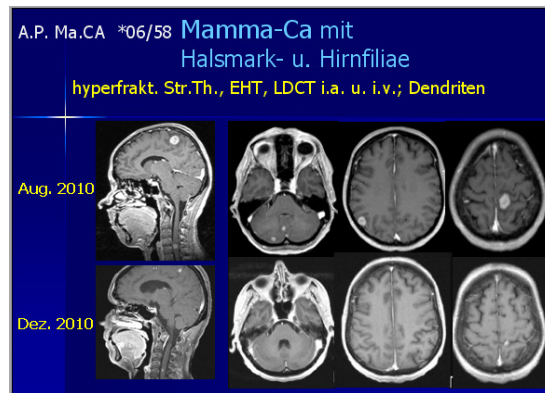 A.P. Ma.CA *06/58 Mamma-Ca mit
Halsmark- u. Hirnfiliae
hyperfrakt. Str.Th., EHT, LDCT i.a. u. i.v.; Dendriten
Aug. 2010
Dez. 2010